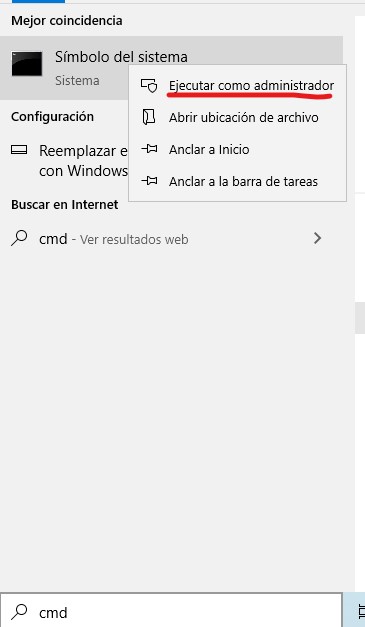 Mejor coincidencia
Símbolo del sistema
Sistema
Ejecutar como administrador
Abrir ubicación de archivo
Anclar a Inicio
Anclar a la barra de tareas
Configuración
Reemplazar e
con Windows
Buscar en Internet
cmd - Ver resultados web
cmd